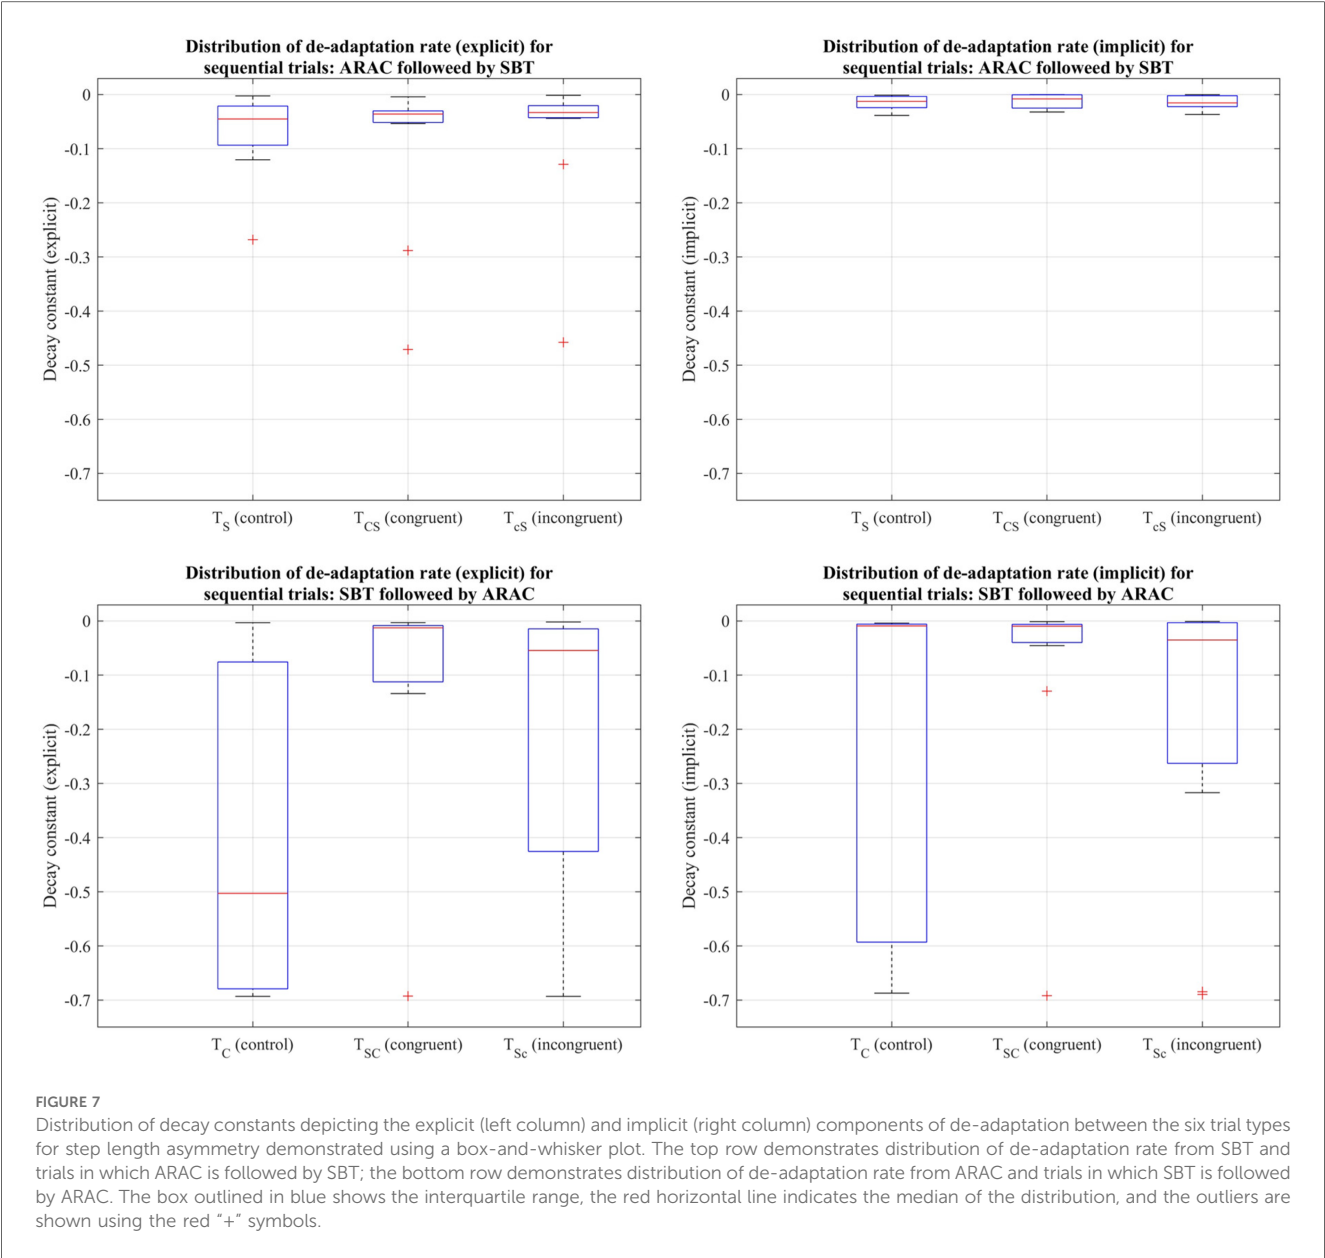 Distribution of de-adaptation rate (explicit) for
sequential trials: ARAC followeed by SBT
0
-0.1
-0.2
-0.3
-0.4
-0.5
-0.6
-0.7
Decay constant (explicit)
T_S (control)
T_CS (congruent)
T_cS (incongruent)
Distribution of de-adaptation rate (implicit) for
sequential trials: ARAC followeed by SBT
0
-0.1
-0.2
-0.3
-0.4
-0.5
-0.6
-0.7
Decay constant (implicit)
T_S (control)
T_CS (congruent)
T_cS (incongruent)
Distribution of de-adaptation rate (explicit) for
sequential trials: SBT followeed by ARAC
0
-0.1
-0.2
-0.3
-0.4
-0.5
-0.6
-0.7
Decay constant (explicit)
T_C (control)
T_SC (congruent)
T_Sc (incongruent)
Distribution of de-adaptation rate (implicit) for
sequential trials: SBT followeed by ARAC
0
-0.1
-0.2
-0.3
-0.4
-0.5
-0.6
-0.7
Decay constant (implicit)
T_C (control)
T_SC (congruent)
T_Sc (incongruent)
FIGURE 7
Distribution of decay constants depicting the explicit (left column) and implicit (right column) components of de-adaptation between the six trial types
for step length asymmetry demonstrated using a box-and-whisker plot. The top row demonstrates distribution of de-adaptation rate from SBT and
trials in which ARAC is followed by SBT; the bottom row demonstrates distribution of de-adaptation rate from ARAC and trials in which SBT is followed
by ARAC. The box outlined in blue shows the interquartile range, the red horizontal line indicates the median of the distribution, and the outliers are
shown using the red "+" symbols.